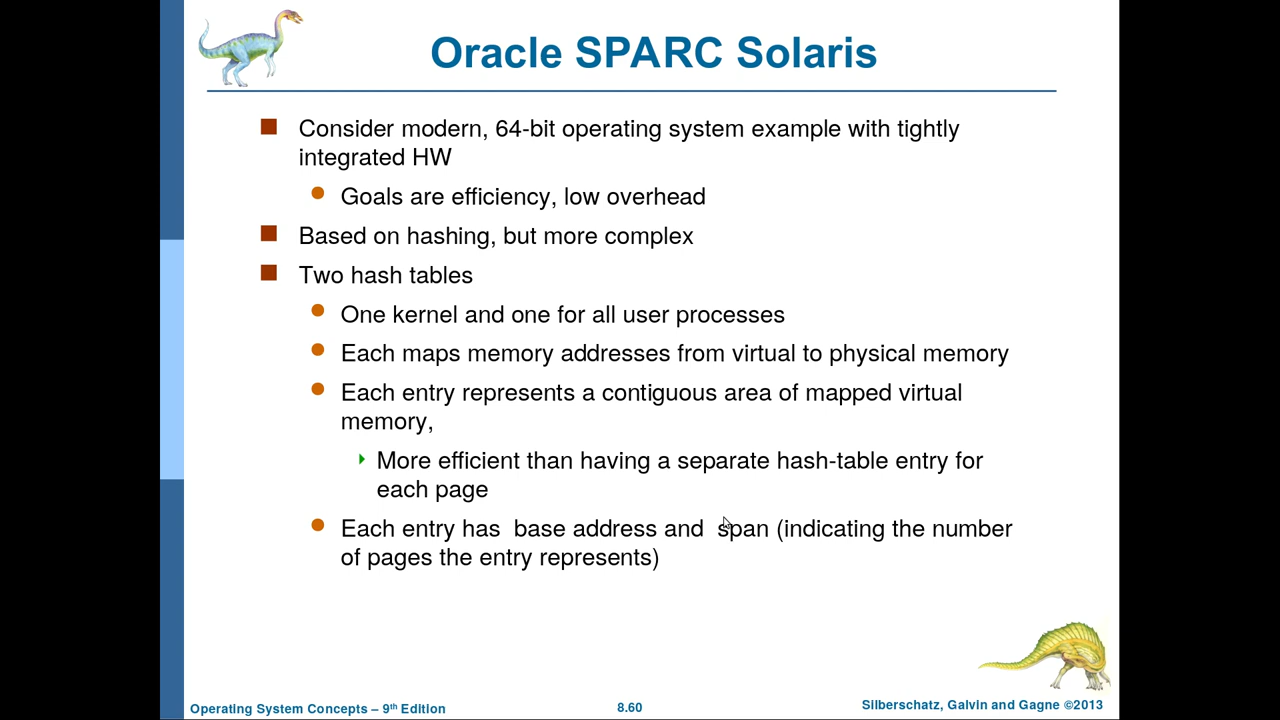 Oracle SPARC Solaris
Consider modern, 64-bit operating system example with tightly
integrated HW
Goals are efficiency, low overhead
Based on hashing, but more complex
Two hash tables
One kernel and one for all user processes
Each maps memory addresses from virtual to physical memory
Each entry represents a contiguous area of mapped virtual
memory,
More efficient than having a separate hash-table entry for
each page
Each entry has  base address and  span (indicating the number
of pages the entry represents)
Operating System Concepts – 9th Edition
8.60
Silberschatz, Galvin and Gagne ©2013